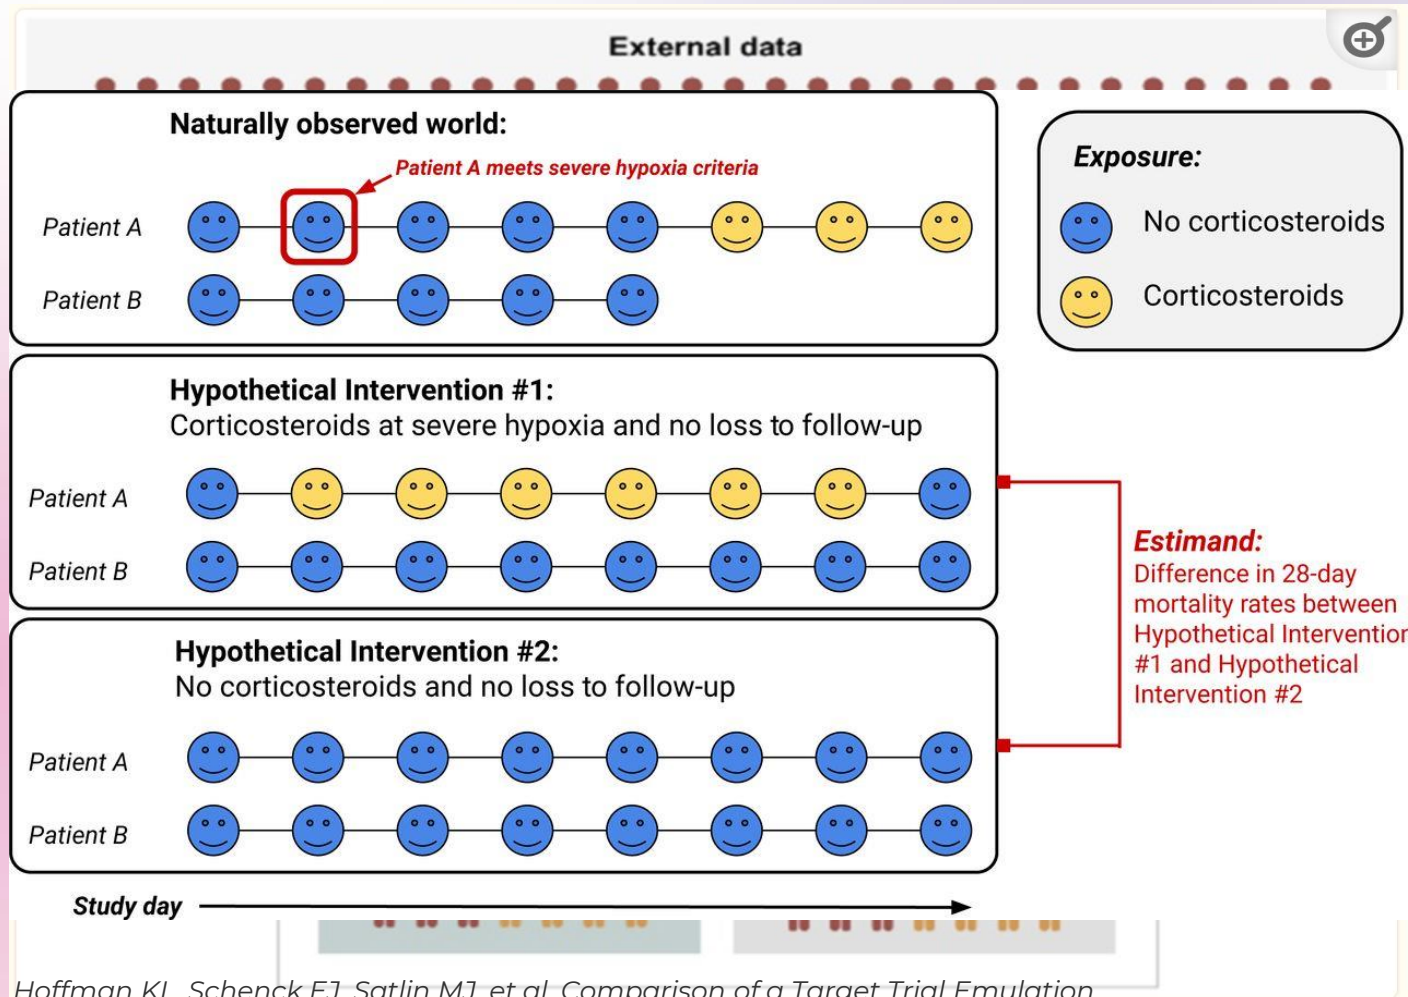 External data
Naturally observed world:
Patient A meets severe hypoxia criteria
Patient A
Patient B
Exposure:
No corticosteroids
Corticosteroids
Hypothetical Intervention #1:
Corticosteroids at severe hypoxia and no loss to follow-up
Patient A
Patient B
Hypothetical Intervention #2:
No corticosteroids and no loss to follow-up
Patient A
Patient B
Estimand:
Difference in 28-day
mortality rates between
Hypothetical Intervention
#1 and Hypothetical
Intervention #2
Study day
Hoffman KL, Schenck EJ, Satlin MJ, et al. Comparison of a Target Trial Emulation